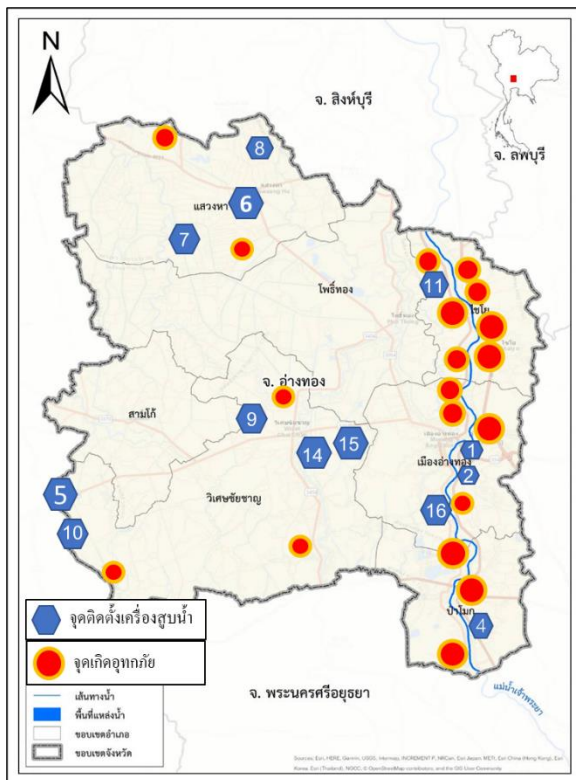 N
จ. สิงห์บุรี
จ. ลพบุรี
8
แสวงหา
6
7
โพธิ์ทอง
11
ไชโย
จ. อ่างทอง
สามโก้
9
14
15
1
เมืองอ่างทอง
2
5
วิเศษชัยชาญ
16
10
ป่าโมก
4
จุดติดตั้งเครื่องสูบน้ำ
จุดเกิดอุทกภัย
จ. พระนครศรีอยุธยา
แม่น้ำเจ้าพระยา
เส้นทางน้ำ
พื้นที่แหล่งน้ำ
ขอบเขตอำเภอ
ขอบเขตจังหวัด